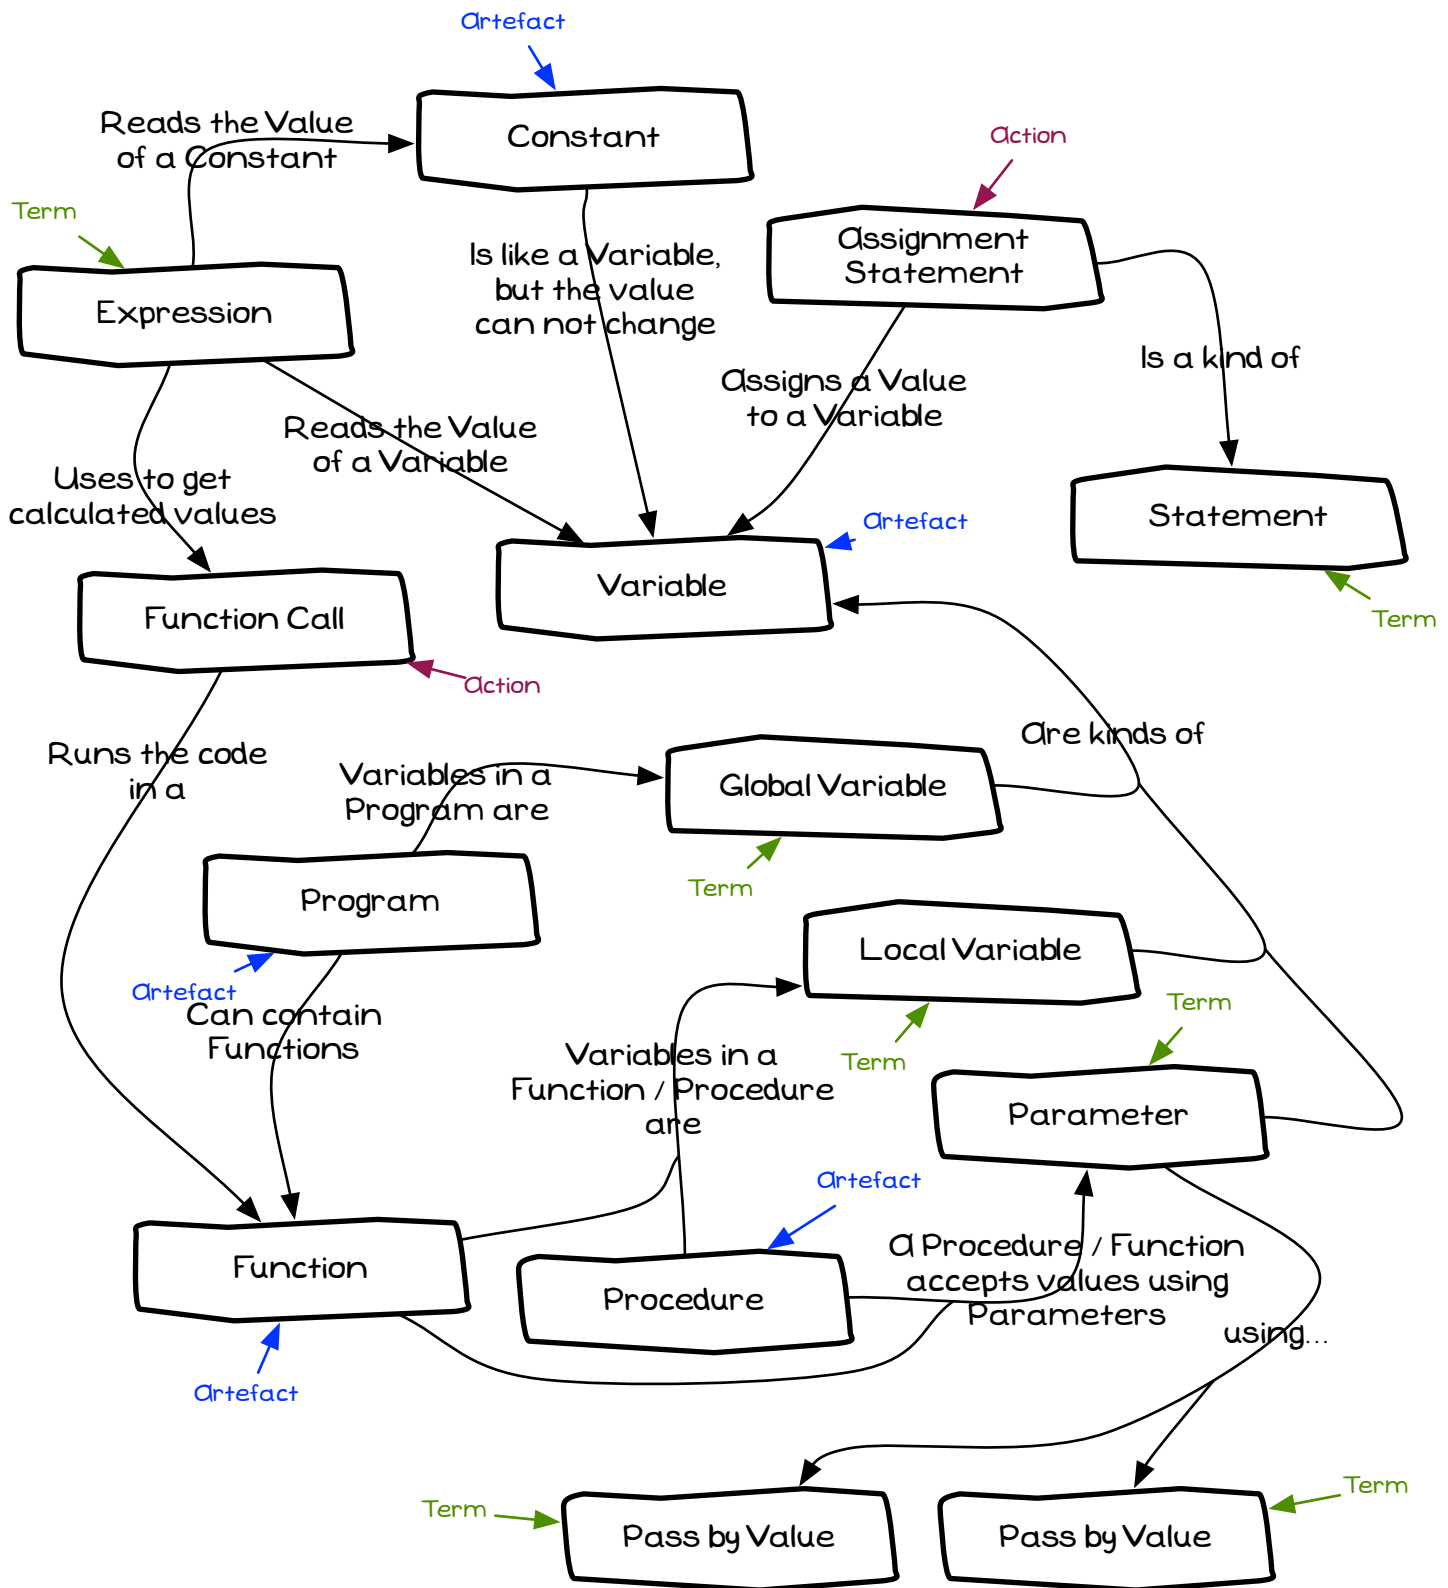 Artefact
Reads the Value
of a Constant
Constant
Action
Term
Assignment
Statement
Is like a Variable,
but the value
can not change
Expression
Is a kind of
Assigns a Value
to a Variable
Reads the Value
of a Variable
Uses to get
calculated values
Statement
Artefact
Variable
Function Call
Term
Action
Are kinds of
Runs the code
in a
Variables in a
Program are
Global Variable
Term
Program
Local Variable
Artefact
Can contain
Functions
Term
Variables in a
Function / Procedure
are
Term
Parameter
Artefact
A Procedure / Function
accepts values using
Parameters
Function
Procedure
using...
Artefact
Term
Term
Pass by Value
Pass by Value